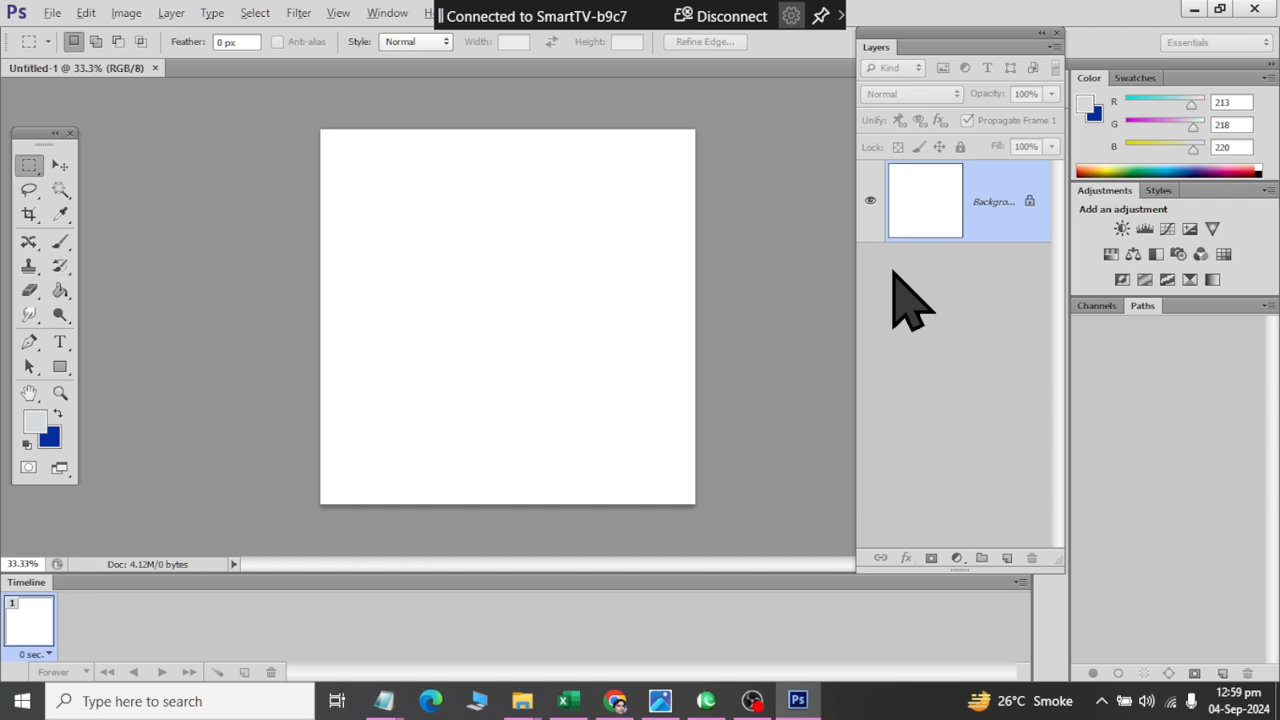 Ps File Edit Image Layer Type Select Filter View Window H
Connected to SmartTV-b9c7 Disconnect
Feather: 0 px Anti-alias Style: Normal Width: Height: Refine Edge... Essentials
Untitled-1 @ 33.3% (RGB/8) ×
Layers
Kind
Normal Opacity: 100%
Unify: Propagate Frame 1
Lock: Fill: 100%
Backgro...
Color Swatches
R 213
G 218
B 220
Adjustments Styles
Add an adjustment
Channels Paths
33.33% Doc: 4.12M/0 bytes
Timeline
1
0 sec.
Forever
Type here to search
26°C Smoke
12:59 pm
04-Sep-2024